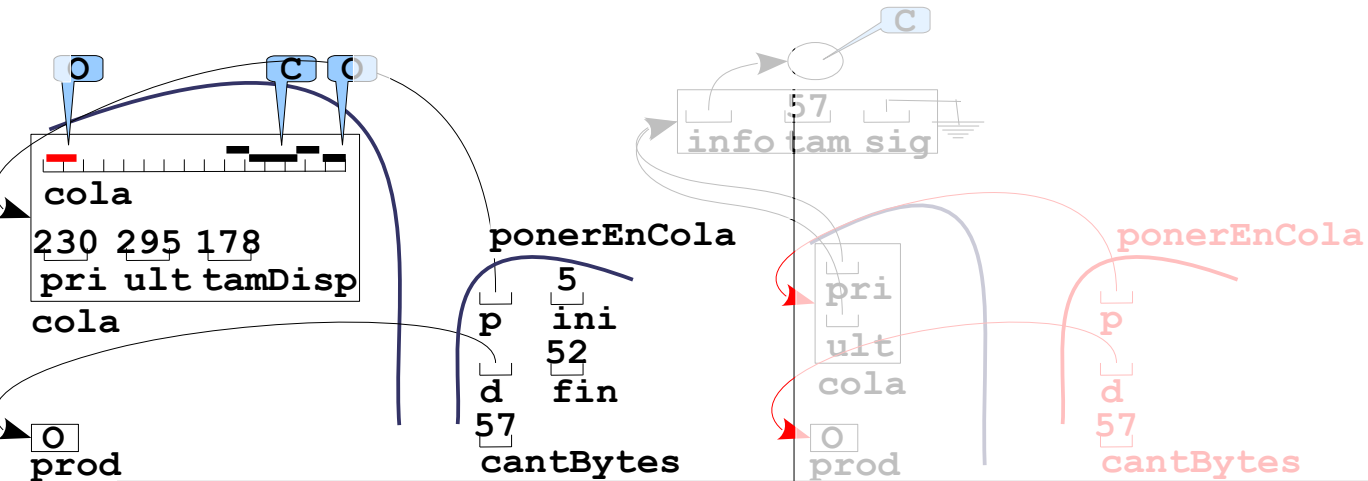 O C O
cola
230 295 178
pri ult tamDisp
cola
ponerEnCola
5
p ini
52
d fin
57
cantBytes
O
prod
C
57
info tam sig
pri
ult
cola
O
prod
ponerEnCola
p
d
57
cantBytes